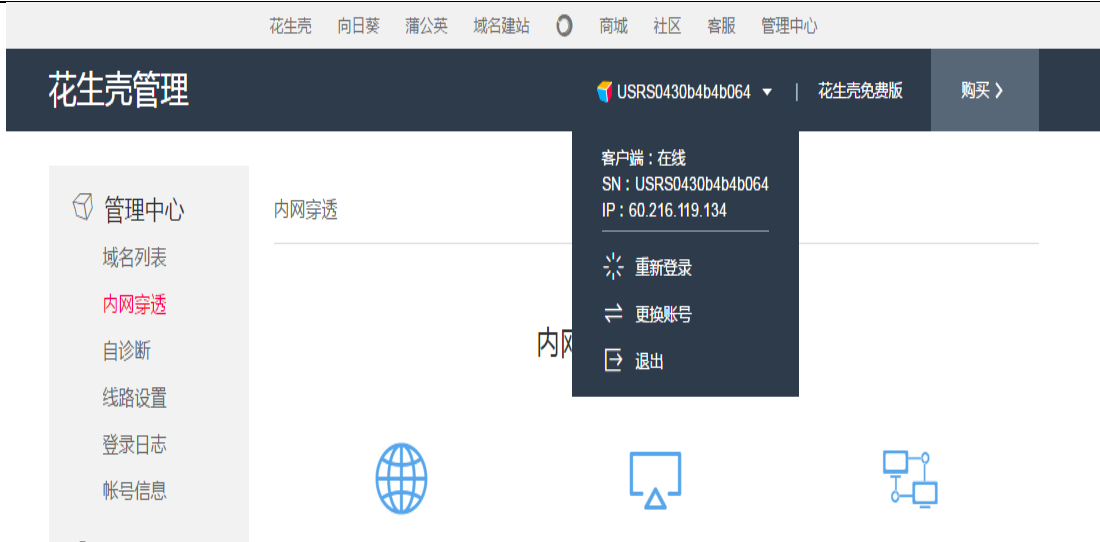 花生壳 向日葵 蒲公英 域名建站 商城 社区 客服 管理中心
花生壳管理
USRS0430b4b4b064 | 花生壳免费版 购买
客户端：在线
SN：USRS0430b4b4b064
IP：60.216.119.134
重新登录
更换账号
退出
管理中心
域名列表
内网穿透
自诊断
线路设置
登录日志
帐号信息
内网穿透
内